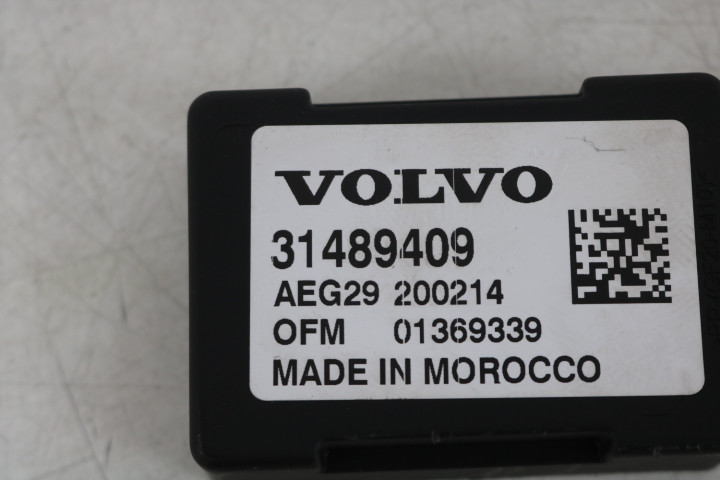 VOLVO
31489409
AEG29 200214
OFM 01369339
MADE IN MOROCCO